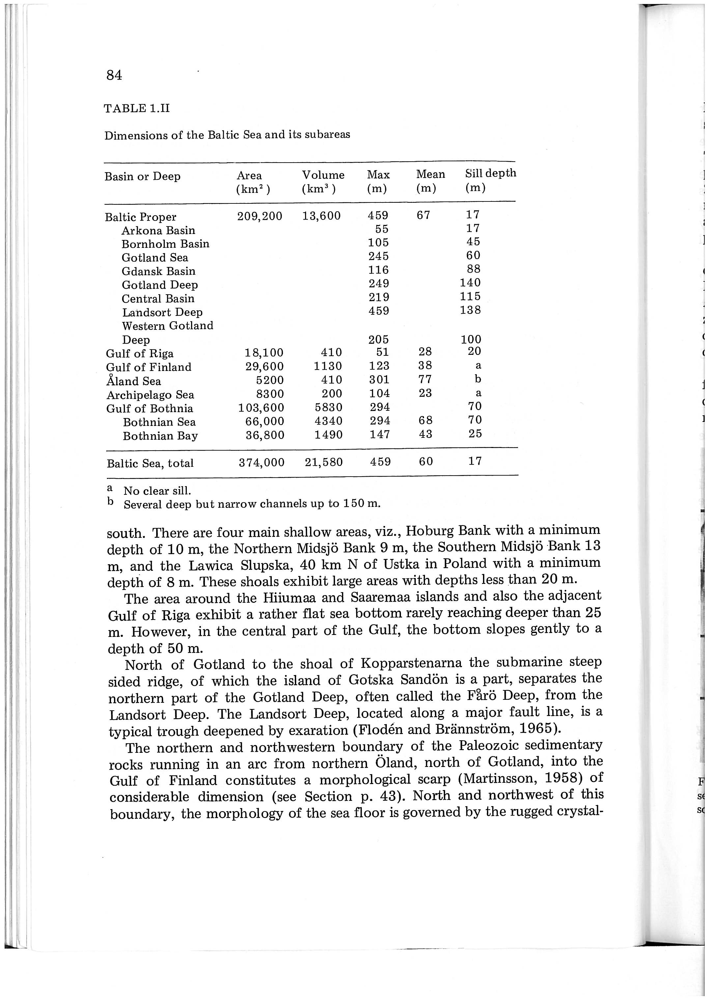 84
TABLE 1.II
Dimensions of the Baltic Sea and its subareas
Basin or Deep Area Volume Max Mean Sill depth
(km²) (km³) (m) (m) (m)
Baltic Proper 209,200 13,600 459 67 17
Arkona Basin 55 17
Bornholm Basin 105 45
Gotland Sea 245 60
Gdansk Basin 116 88
Gotland Deep 249 140
Central Basin 219 115
Landsort Deep 459 138
Western Gotland
Deep 205 100
Gulf of Riga 18,100 410 51 28 20
Gulf of Finland 29,600 1130 123 38 a
Åland Sea 5200 410 301 77 b
Archipelago Sea 8300 200 104 23 a
Gulf of Bothnia 103,600 5830 294 70
Bothnian Sea 66,000 4340 294 68 70
Bothnian Bay 36,800 1490 147 43 25
Baltic Sea, total 374,000 21,580 459 60 17
a No clear sill.
b Several deep but narrow channels up to 150 m.
south. There are four main shallow areas, viz., Hoburg Bank with a minimum
depth of 10 m, the Northern Midsjö Bank 9 m, the Southern Midsjö Bank 13
m, and the Lawica Slupska, 40 km N of Ustka in Poland with a minimum
depth of 8 m. These shoals exhibit large areas with depths less than 20 m.
The area around the Hiiumaa and Saaremaa islands and also the adjacent
Gulf of Riga exhibit a rather flat sea bottom rarely reaching deeper than 25
m. However, in the central part of the Gulf, the bottom slopes gently to a
depth of 50 m.
North of Gotland to the shoal of Kopparstenarna the submarine steep
sided ridge, of which the island of Gotska Sandön is a part, separates the
northern part of the Gotland Deep, often called the Fårö Deep, from the
Landsort Deep. The Landsort Deep, located along a major fault line, is a
typical trough deepened by exaration (Flodén and Brännström, 1965).
The northern and northwestern boundary of the Paleozoic sedimentary
rocks running in an arc from northern Öland, north of Gotland, into the
Gulf of Finland constitutes a morphological scarp (Martinsson, 1958) of
considerable dimension (see Section p. 43). North and northwest of this
boundary, the morphology of the sea floor is governed by the rugged crystal-